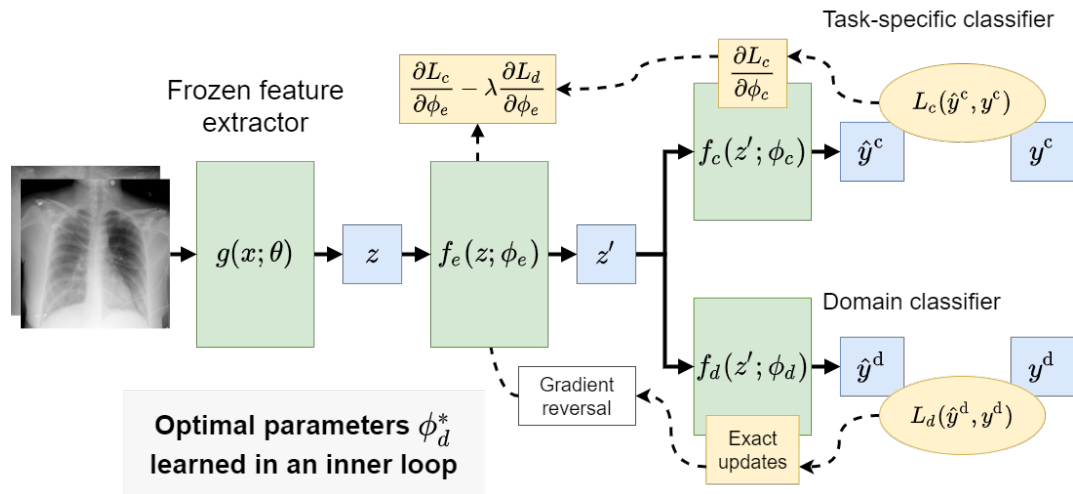 Task-specific classifier
Frozen feature
extractor
∂L_c/∂ϕ_e − λ ∂L_d/∂ϕ_e
∂L_c/∂ϕ_c
L_c(ŷ^c, y^c)
g(x; θ)
z
f_e(z; ϕ_e)
z′
f_c(z′; ϕ_c)
ŷ^c
y^c
Domain classifier
f_d(z′; ϕ_d)
ŷ^d
y^d
L_d(ŷ^d, y^d)
Gradient
reversal
Exact
updates
Optimal parameters ϕ_d^*
learned in an inner loop